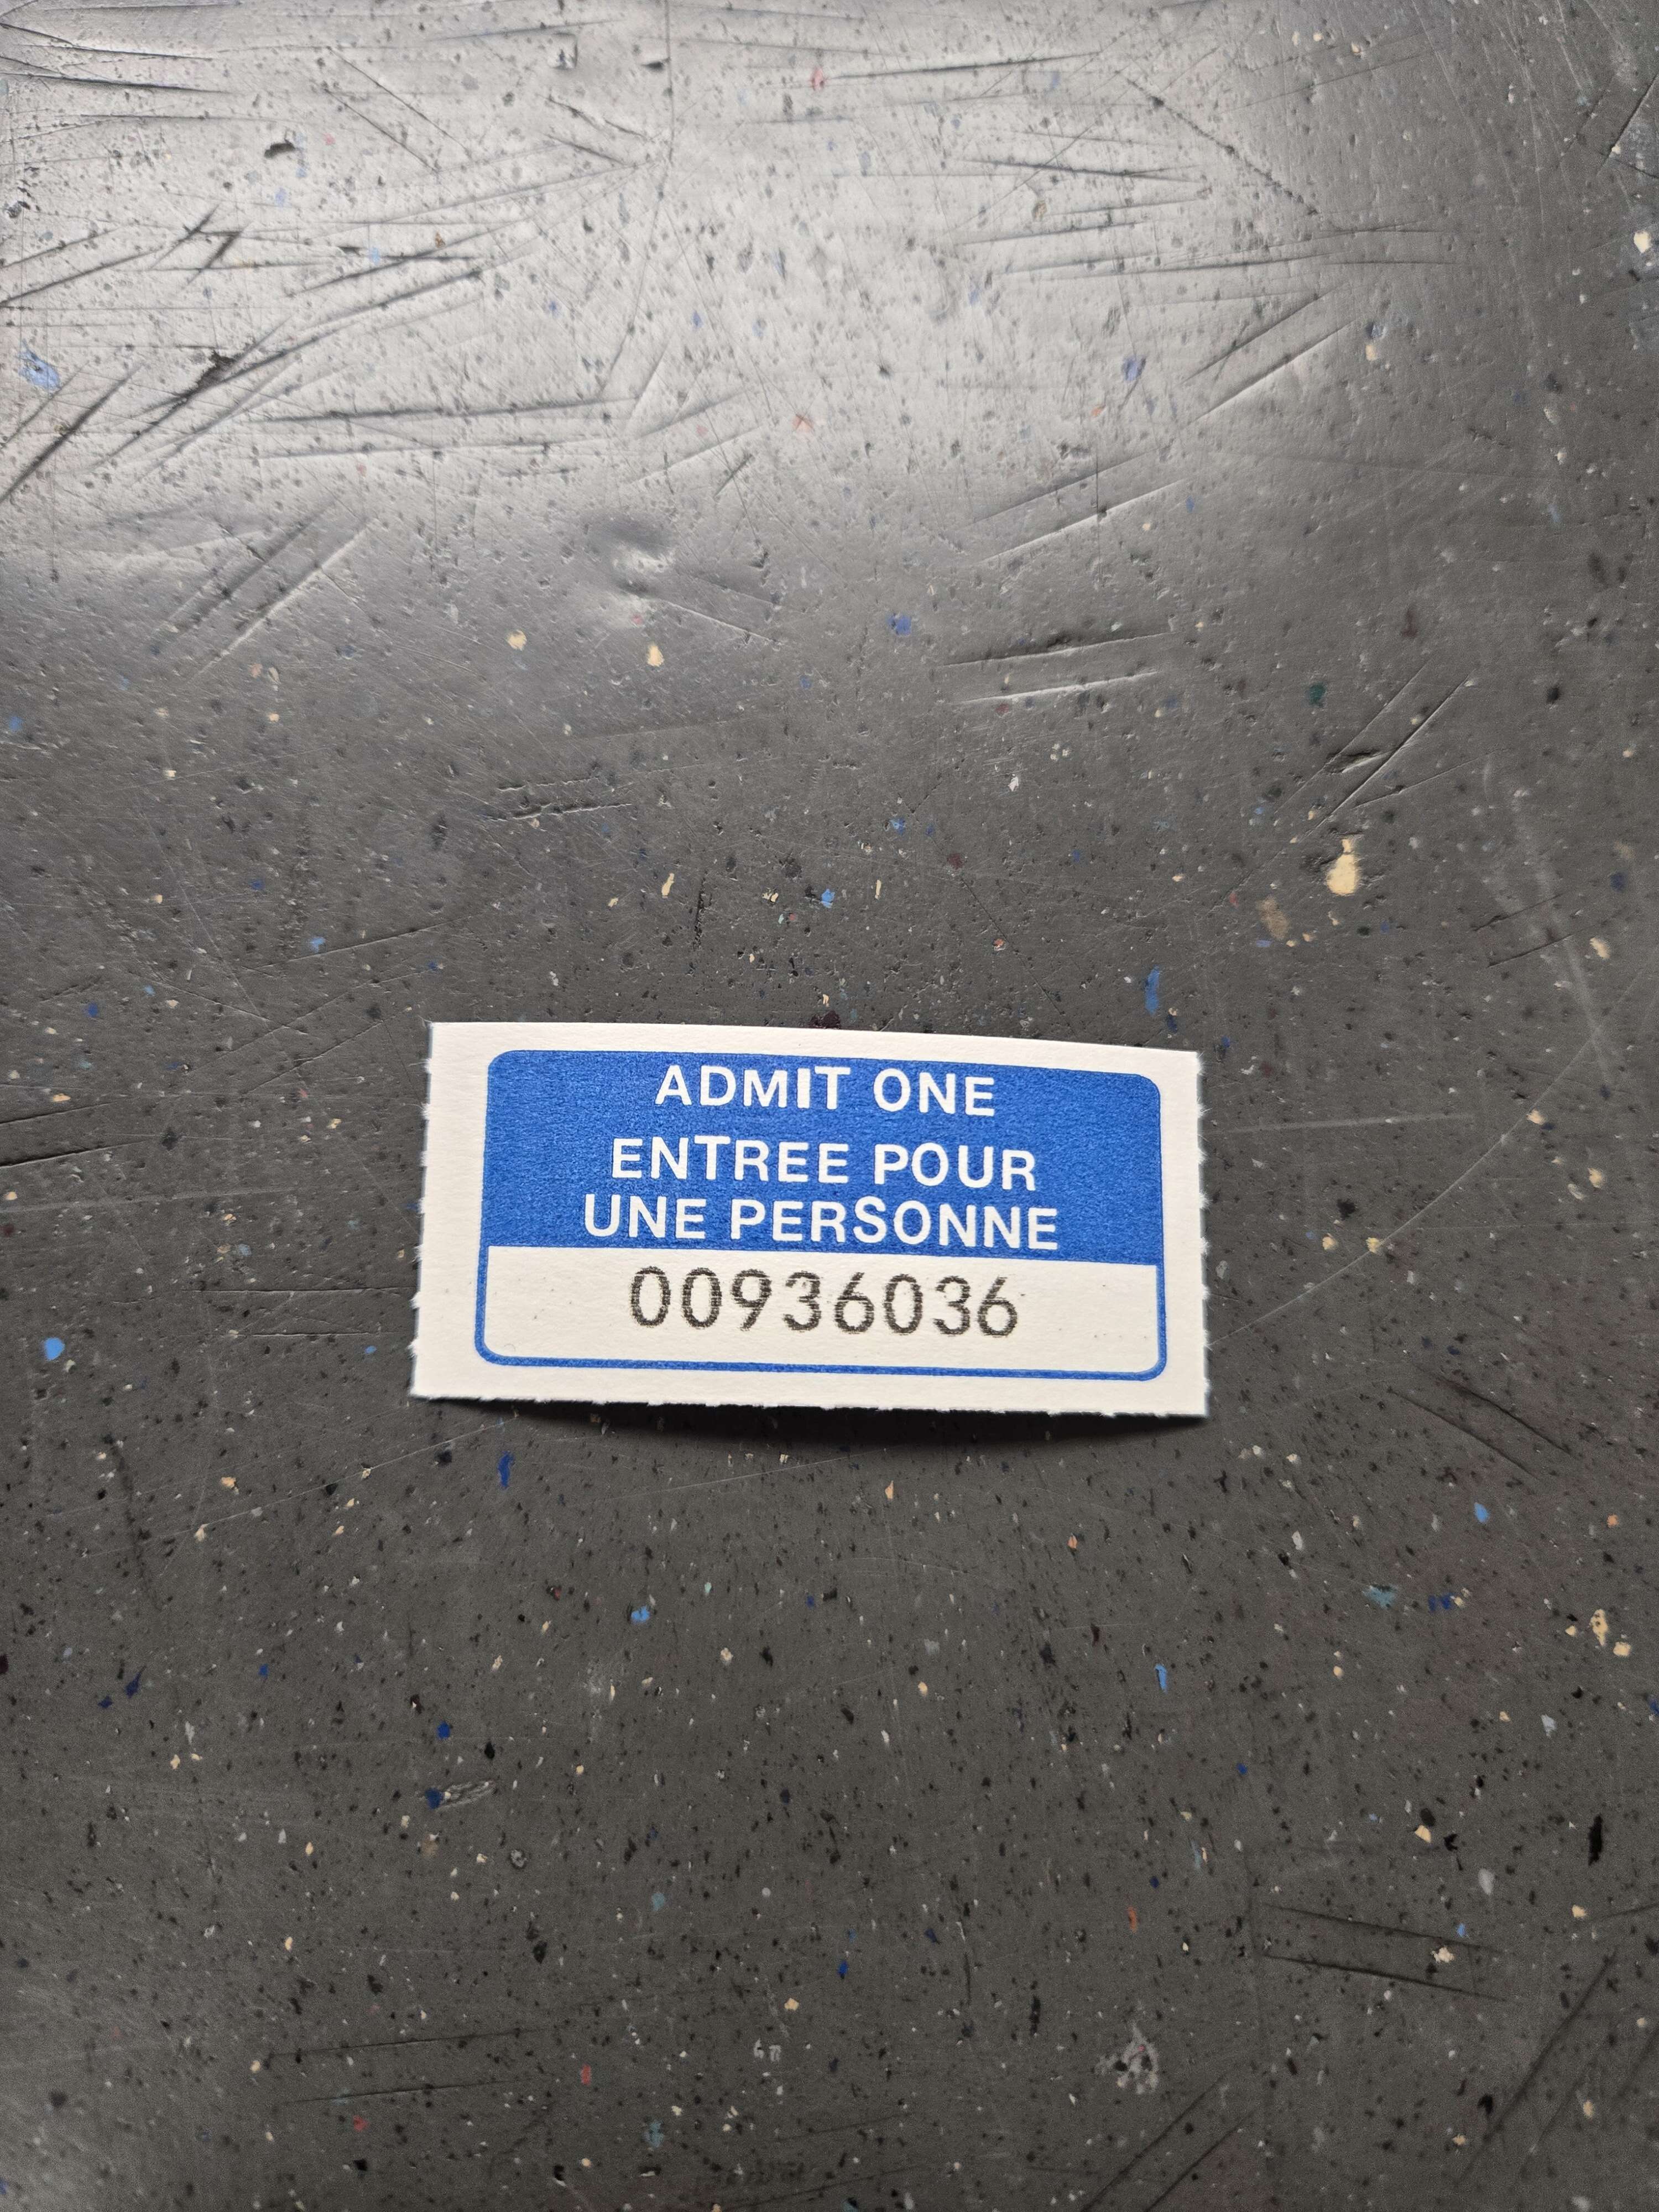 ADMIT ONE
ENTREE POUR
UNE PERSONNE
00936036